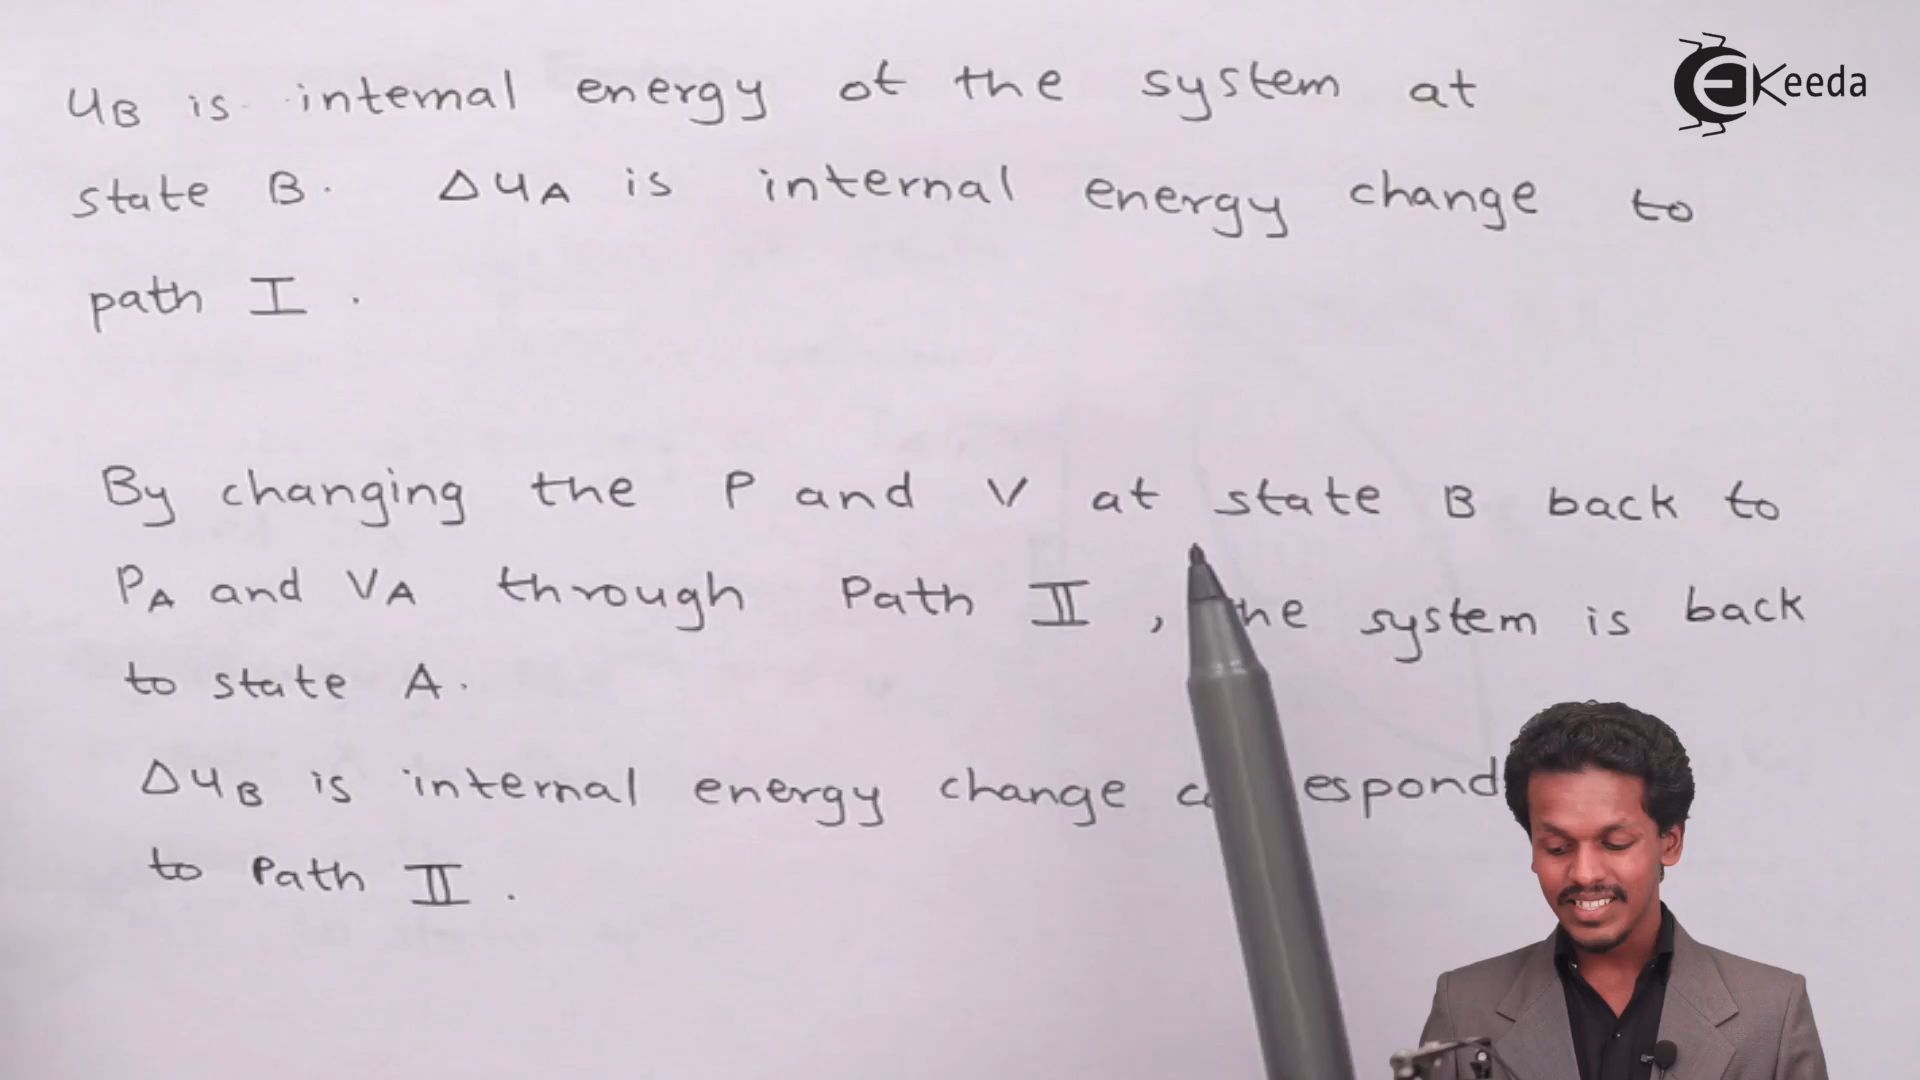 UB is internal energy of the system at
EKeeda
state B. ΔUA is internal energy change to
path I.
By changing the P and V at state B back to
PA and VA through Path II, the system is back
to state A.
ΔUB is internal energy change
to Path II.